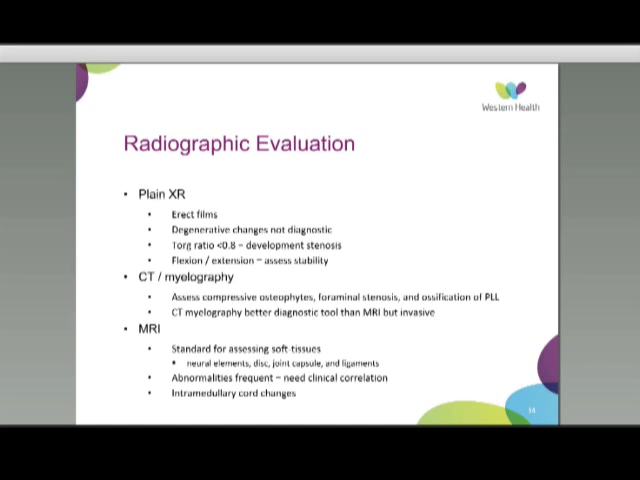 Western Health
Radiographic Evaluation
• Plain XR
• Erect films
• Degenerative changes not diagnostic
• Torg ratio <0.8 – development stenosis
• Flexion / extension – assess stability
• CT / myelography
• Assess compressive osteophytes, foraminal stenosis, and ossification of PLL
• CT myelography better diagnostic tool than MRI but invasive
• MRI
• Standard for assessing soft-tissues
• neural elements, disc, joint capsule, and ligaments
• Abnormalities frequent – need clinical correlation
• Intramedullary cord changes